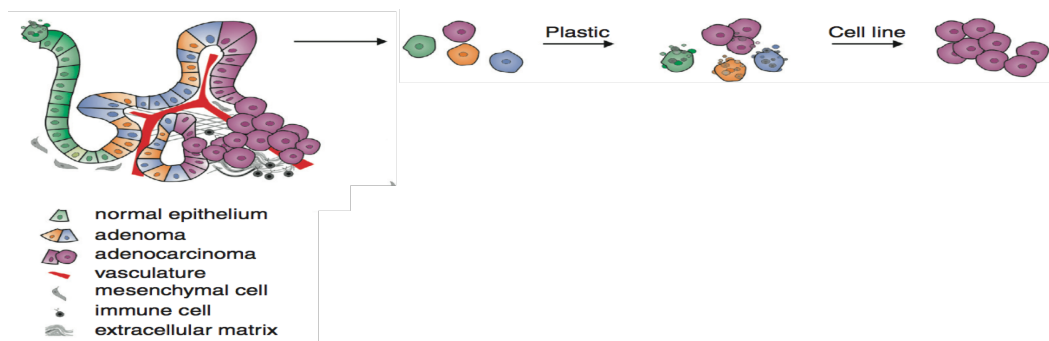 Plastic
Cell line
normal epithelium
adenoma
adenocarcinoma
vasculature
mesenchymal cell
immune cell
extracellular matrix